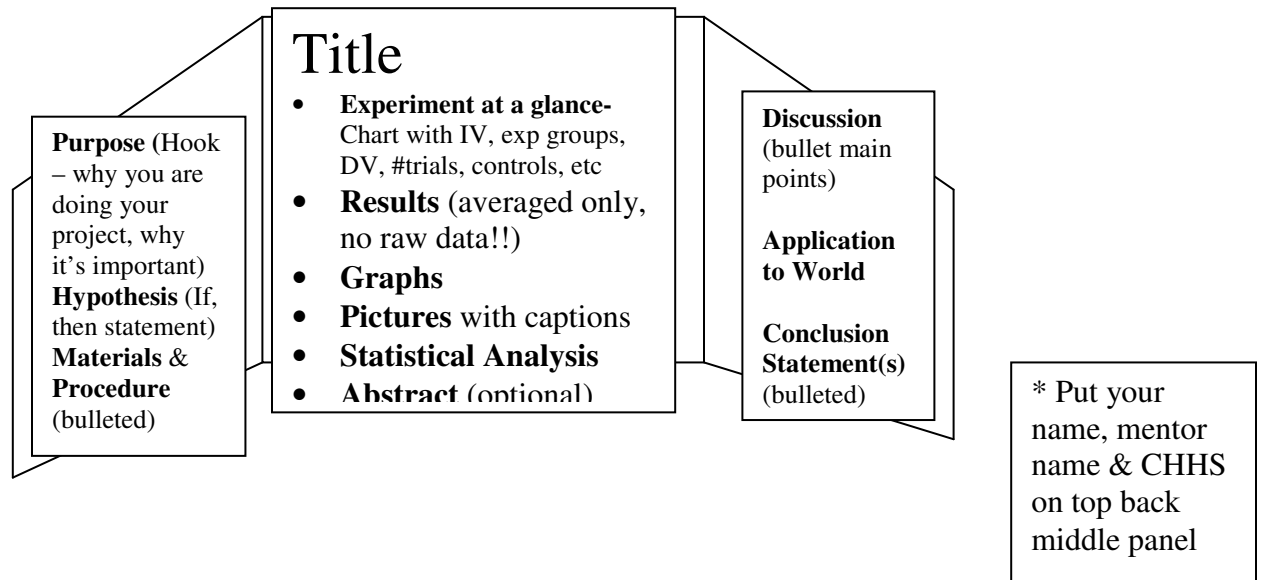 Purpose (Hook
– why you are
doing your
project, why
it's important)
Hypothesis (If,
then statement)
Materials &
Procedure
(bulleted)
Title
• Experiment at a glance-
Chart with IV, exp groups,
DV, #trials, controls, etc
• Results (averaged only,
no raw data!!)
• Graphs
• Pictures with captions
• Statistical Analysis
• Abstract (optional)
Discussion
(bullet main
points)
Application
to World
Conclusion
Statement(s)
(bulleted)
* Put your
name, mentor
name & CHHS
on top back
middle panel